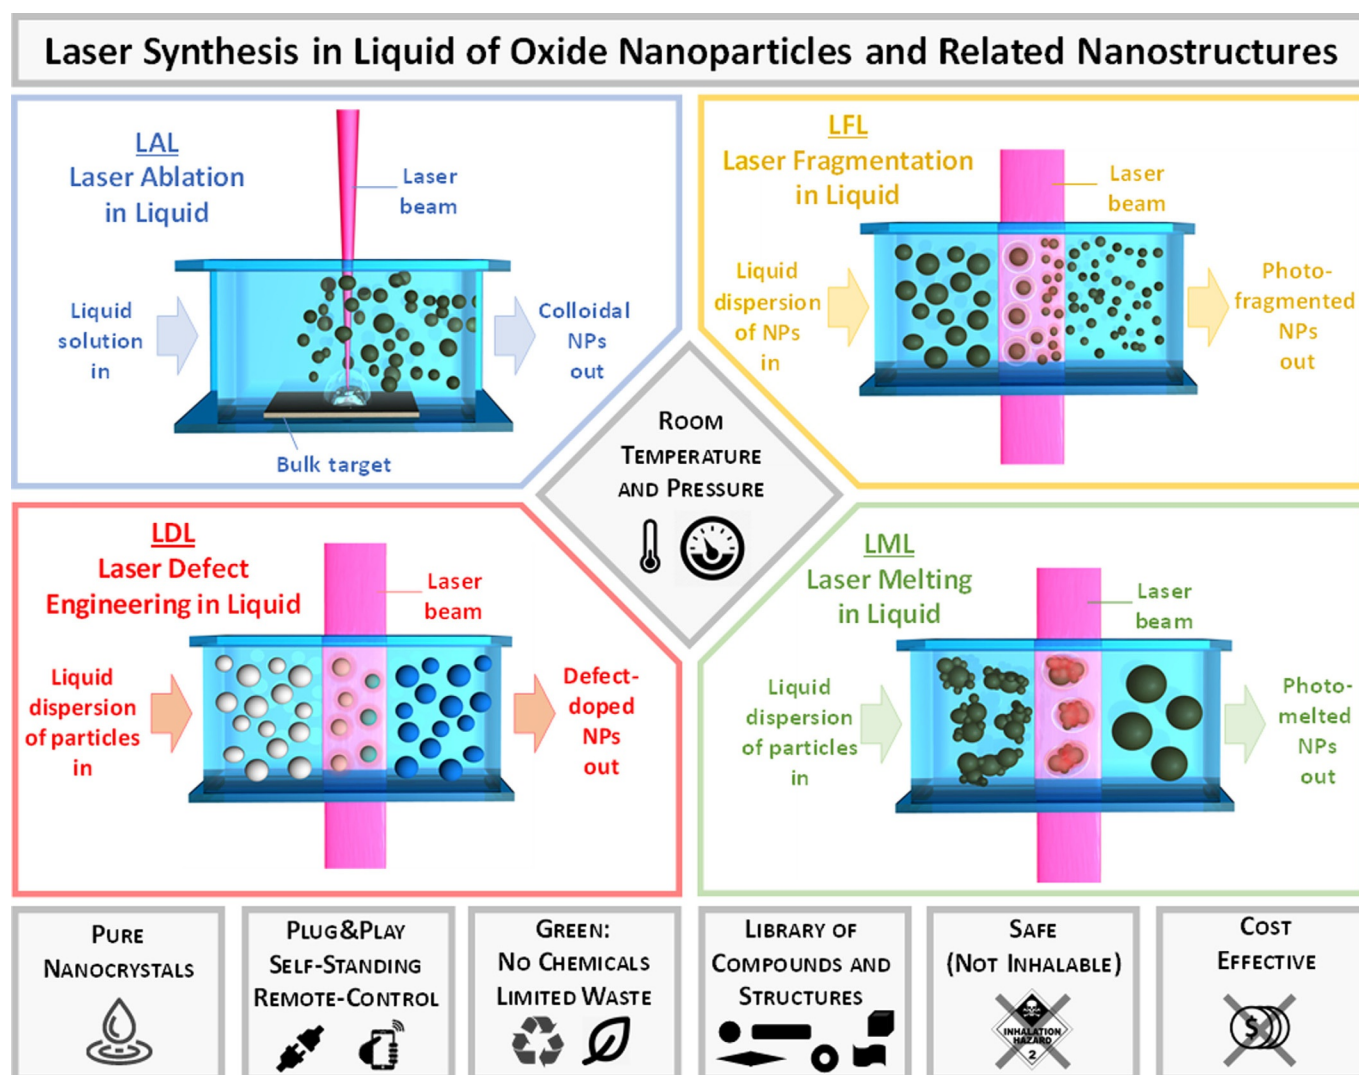 Laser Synthesis in Liquid of Oxide Nanoparticles and Related Nanostructures
LAL
Laser Ablation
in Liquid
Laser
beam
Liquid
solution
in
Colloidal
NPs
out
Bulk target
LFL
Laser Fragmentation
in Liquid
Laser
beam
Liquid
dispersion
of NPs
in
Photo-
fragmented
NPs
out
Room
Temperature
and Pressure
LDL
Laser Defect
Engineering in Liquid
Laser
beam
Liquid
dispersion
of particles
in
Defect-
doped
NPs
out
LML
Laser Melting
in Liquid
Laser
beam
Liquid
dispersion
of particles
in
Photo-
melted
NPs
out
Pure
Nanocrystals
Plug&Play
Self-Standing
Remote-Control
Green:
No Chemicals
Limited Waste
Library of
Compounds and
Structures
Safe
(Not Inhalable)
INHALATION
HAZARD
2
Cost
Effective
$